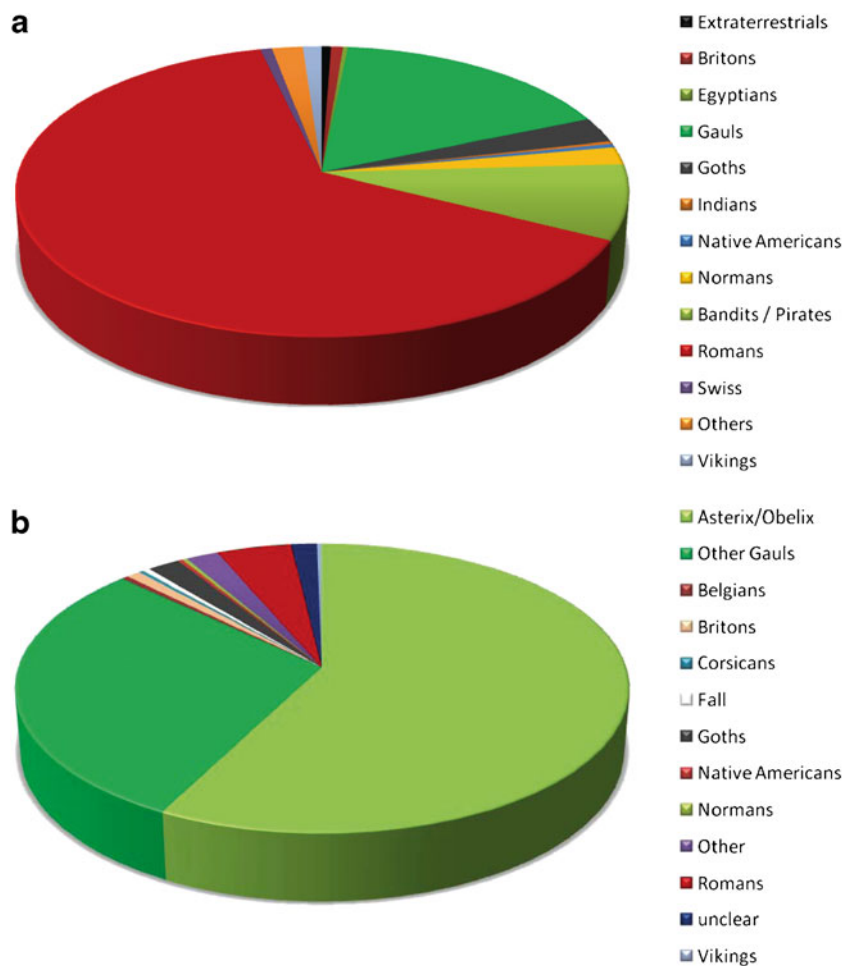 a
Extraterrestrials
Britons
Egyptians
Gauls
Goths
Indians
Native Americans
Normans
Bandits / Pirates
Romans
Swiss
Others
Vikings
b
Asterix/Obelix
Other Gauls
Belgians
Britons
Corsicans
Fall
Goths
Native Americans
Normans
Other
Romans
unclear
Vikings